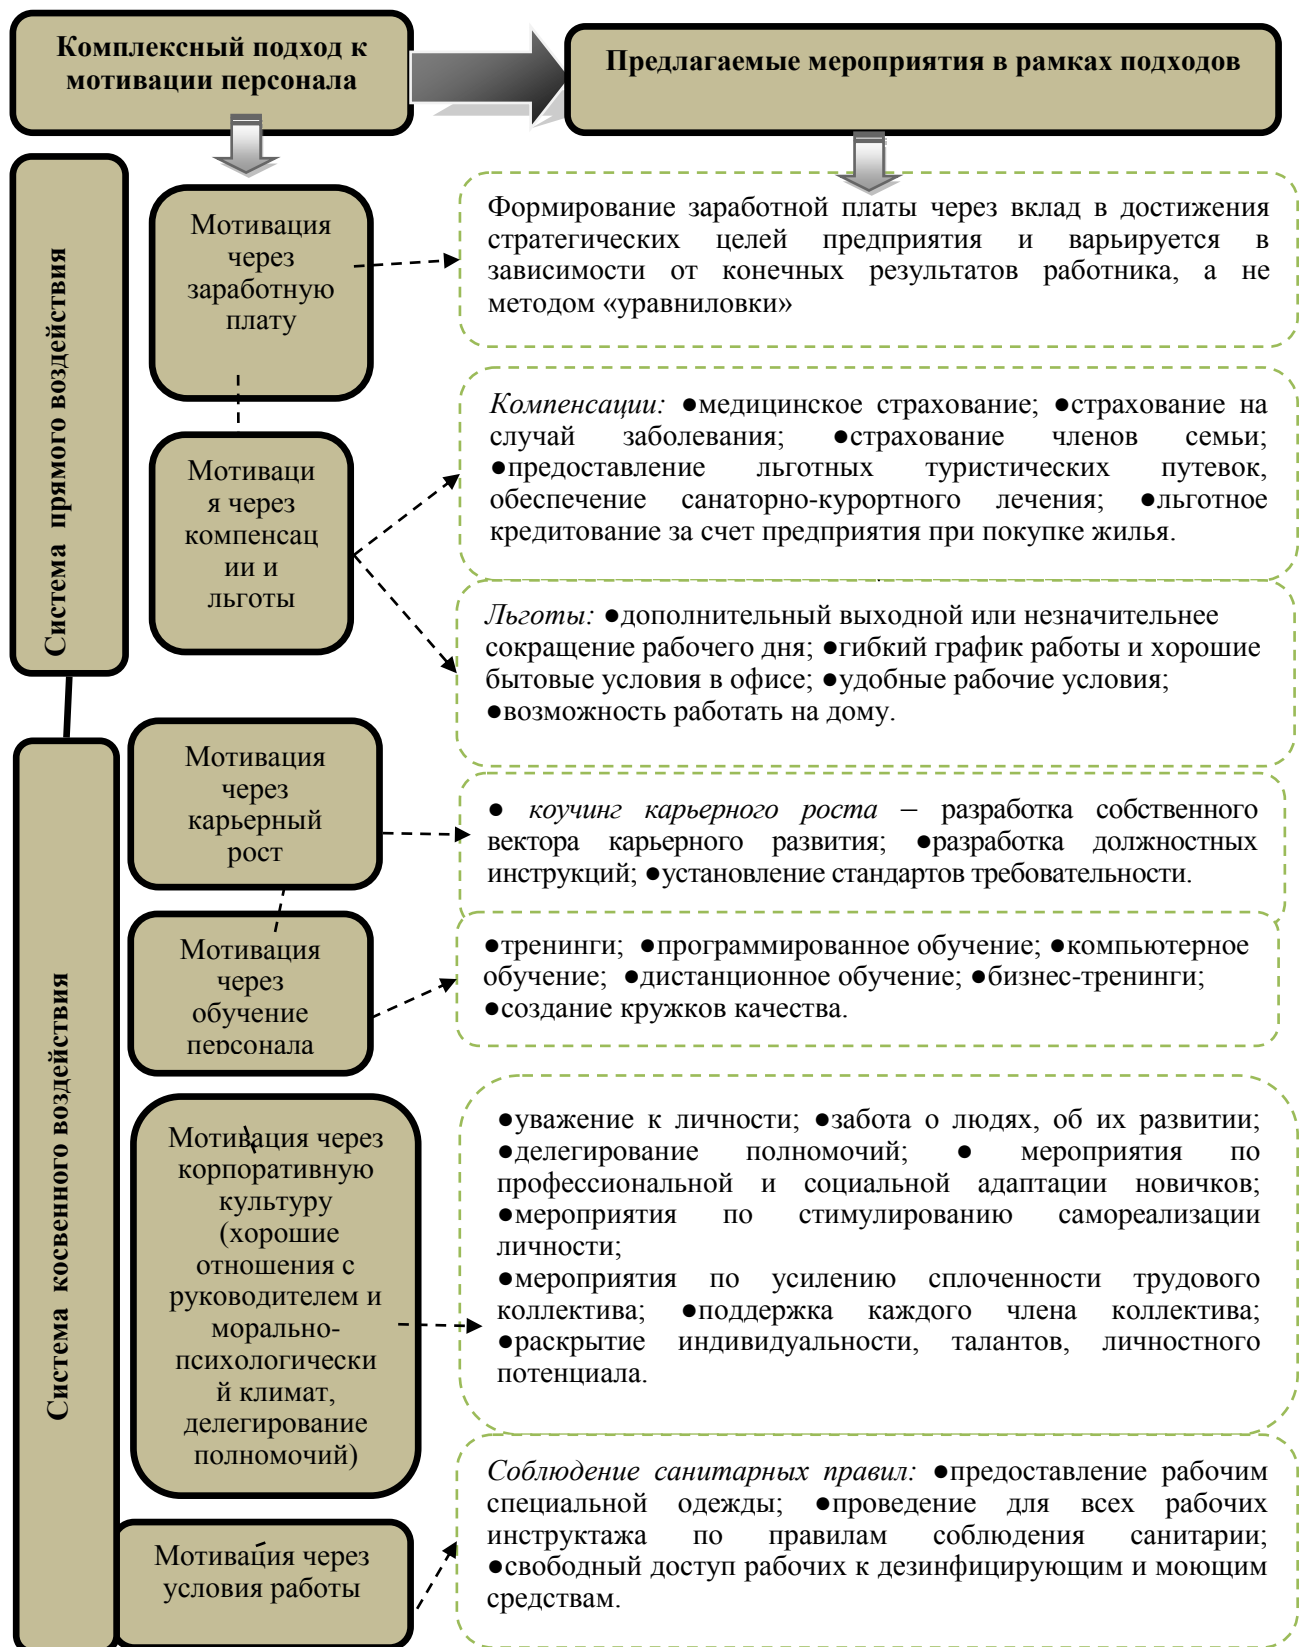 Комплексный подход к
мотивации персонала
Предлагаемые мероприятия в рамках подходов
Система прямого воздействия
Мотивация
через
заработную
плату
Формирование заработной платы через вклад в достижения
стратегических целей предприятия и варьируется в
зависимости от конечных результатов работника, а не
методом «уравниловки»
Мотиваци
я через
компенсац
ии и
льготы
Компенсации: ●медицинское страхование; ●страхование на
случай заболевания; ●страхование членов семьи;
●предоставление льготных туристических путевок,
обеспечение санаторно-курортного лечения; ●льготное
кредитование за счет предприятия при покупке жилья.
Льготы: ●дополнительный выходной или незначительнее
сокращение рабочего дня; ●гибкий график работы и хорошие
бытовые условия в офисе; ●удобные рабочие условия;
●возможность работать на дому.
Система косвенного воздействия
Мотивация
через
карьерный
рост
● коучинг карьерного роста – разработка собственного
вектора карьерного развития; ●разработка должностных
инструкций; ●установление стандартов требовательности.
Мотивация
через
обучение
персонала
●тренинги; ●программированное обучение; ●компьютерное
обучение; ●дистанционное обучение; ●бизнес-тренинги;
●создание кружков качества.
Мотивация через
корпоративную
культуру
(хорошие
отношения с
руководителем и
морально-
психологически
й климат,
делегирование
полномочий)
●уважение к личности; ●забота о людях, об их развитии;
●делегирование полномочий; ● мероприятия по
профессиональной и социальной адаптации новичков;
●мероприятия по стимулированию самореализации
личности;
●мероприятия по усилению сплоченности трудового
коллектива; ●поддержка каждого члена коллектива;
●раскрытие индивидуальности, талантов, личностного
потенциала.
Мотивация через
условия работы
Соблюдение санитарных правил: ●предоставление рабочим
специальной одежды; ●проведение для всех рабочих
инструктажа по правилам соблюдения санитарии;
●свободный доступ рабочих к дезинфицирующим и моющим
средствам.